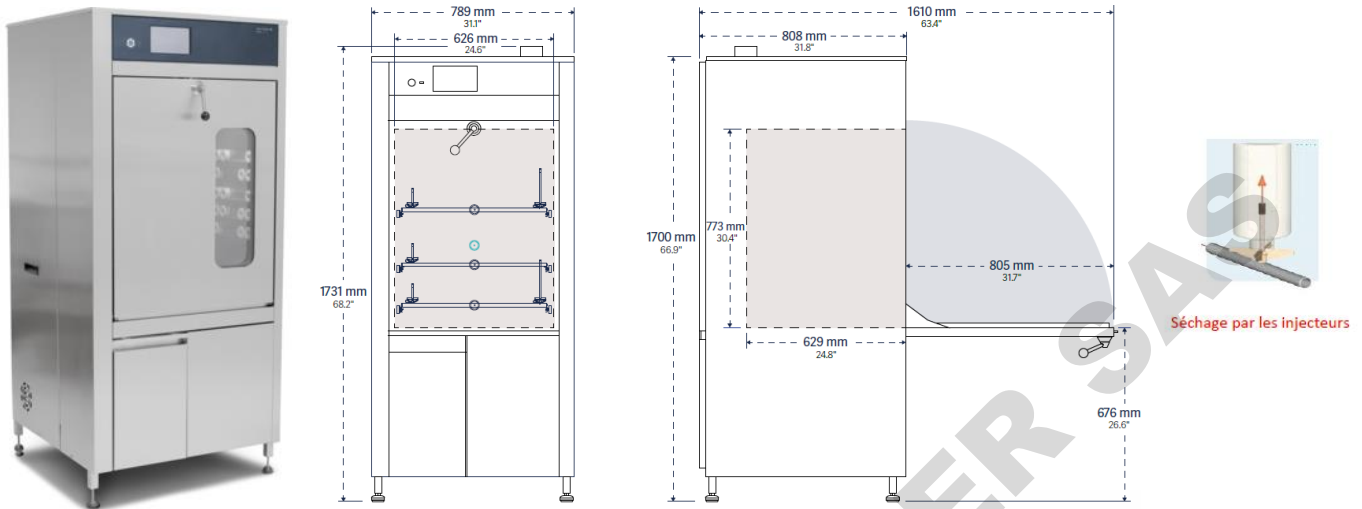 789 mm
31.1"
626 mm
24.6"
1731 mm
68.2"
1610 mm
63.4"
808 mm
31.8"
1700 mm
66.9"
773 mm
30.4"
805 mm
31.7"
629 mm
24.8"
676 mm
26.6"
Séchage par les injecteurs
ER SAS